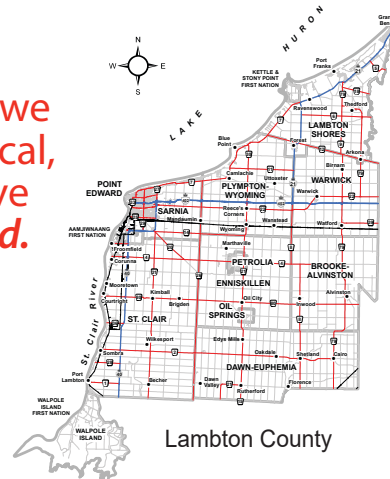 we
cal,
ve
d.
Lambton County
LAKE HURON
St. Clair River
N
W E
S
Grand
Bend
Port
Franks
KETTLE &
STONY POINT
FIRST NATION
Ravenswood
Thedford
LAMBTON
SHORES
Blue
Point
Forest
Arkona
Camlachie
Birnam
POINT
EDWARD
PLYMPTON-
WYOMING
Uttoxeter
WARWICK
Warwick
SARNIA
Reece's
Corners
Mandaumin
Wyoming
Wanstead
Watford
AAMJIWNAANG
FIRST NATION
Froomfield
Corunna
Marthaville
PETROLIA
ENNISKILLEN
BROOKE-
ALVINSTON
Mooretown
Courtright
Kimball
Brigden
Oil City
Inwood
Alvinston
ST. CLAIR
OIL
SPRINGS
Wilkesport
Edys Mills
Sombra
Oakdale
Shetland
Cairo
DAWN-EUPHEMIA
Port
Lambton
Becher
Dawn
Valley
Rutherford
Florence
WALPOLE
ISLAND
FIRST NATION
WALPOLE
ISLAND